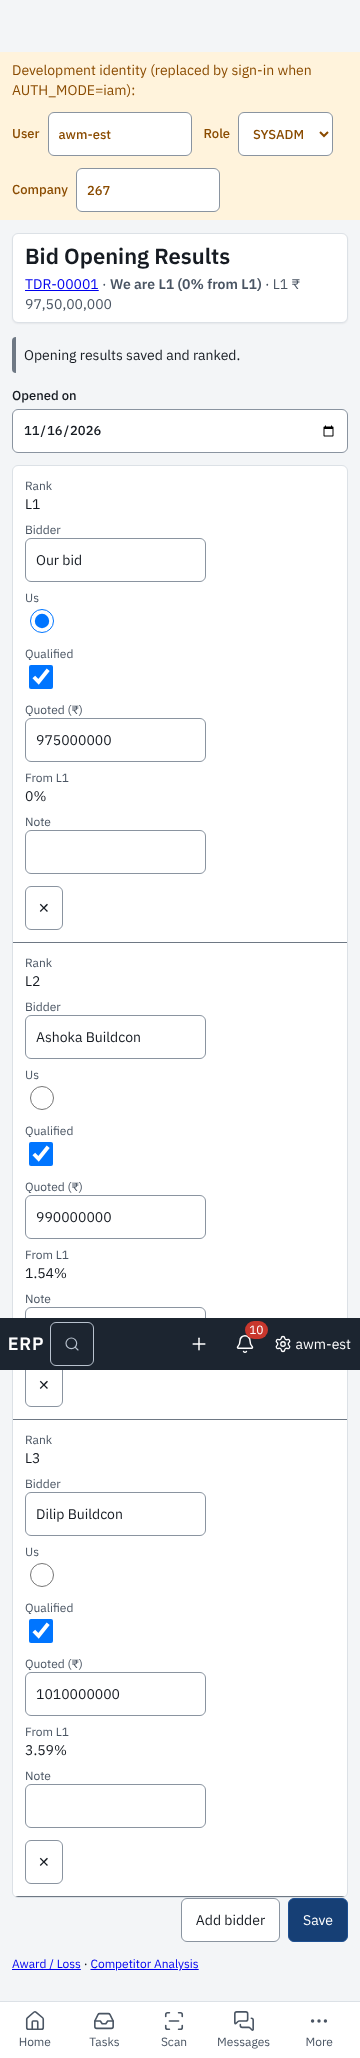 Development identity (replaced by sign-in when
AUTH_MODE=iam):
User awm-est Role SYSADM
Company 267
Bid Opening Results
TDR-00001 · We are L1 (0% from L1) · L1 ₹
97,50,00,000
Opening results saved and ranked.
Opened on
11/16/2026
Rank
L1
Bidder
Our bid
Us
Qualified
Quoted (₹)
975000000
From L1
0%
Note
×
Rank
L2
Bidder
Ashoka Buildcon
Us
Qualified
Quoted (₹)
990000000
From L1
1.54%
Note
ERP 10 awm-est
×
Rank
L3
Bidder
Dilip Buildcon
Us
Qualified
Quoted (₹)
1010000000
From L1
3.59%
Note
×
Add bidder Save
Award / Loss · Competitor Analysis
Home Tasks Scan Messages More